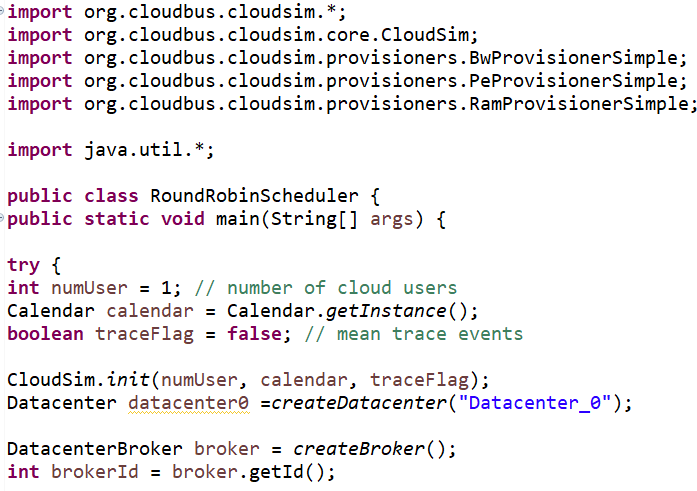 import org.cloudbus.cloudsim.*;
import org.cloudbus.cloudsim.core.CloudSim;
import org.cloudbus.cloudsim.provisioners.BwProvisionerSimple;
import org.cloudbus.cloudsim.provisioners.PeProvisionerSimple;
import org.cloudbus.cloudsim.provisioners.RamProvisionerSimple;
import java.util.*;
public class RoundRobinScheduler {
public static void main(String[] args) {
try {
int numUser = 1; // number of cloud users
Calendar calendar = Calendar.getInstance();
boolean traceFlag = false; // mean trace events
CloudSim.init(numUser, calendar, traceFlag);
Datacenter datacenter0 =createDatacenter("Datacenter_0");
DatacenterBroker broker = createBroker();
int brokerId = broker.getId();